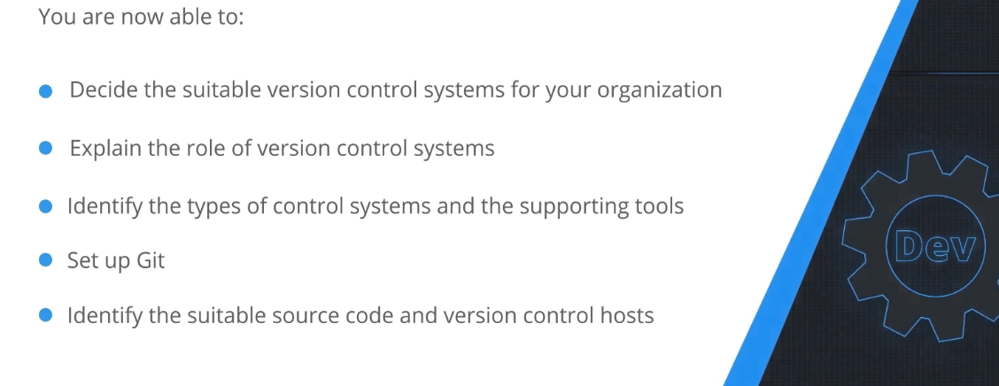 You are now able to:
Decide the suitable version control systems for your organization
Explain the role of version control systems
Identify the types of control systems and the supporting tools
Set up Git
Identify the suitable source code and version control hosts
Dev